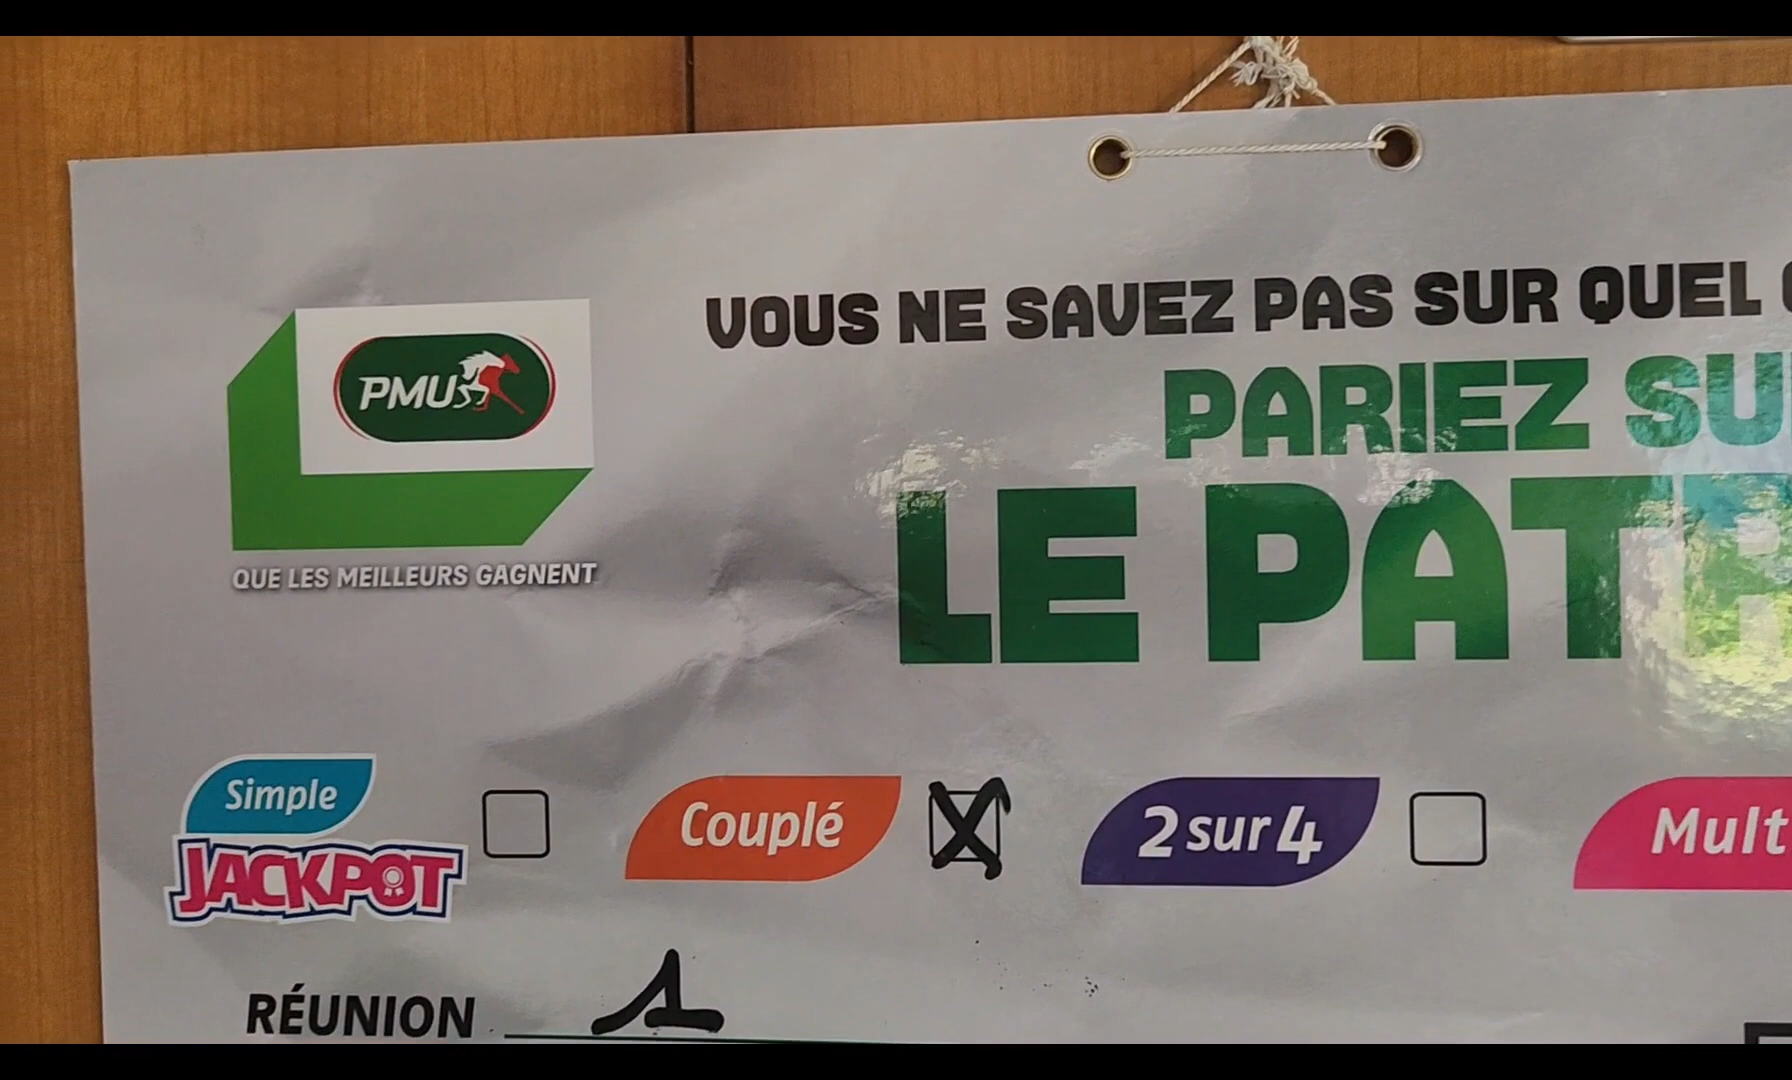 VOUS NE SAVEZ PAS SUR QUEL
PMU
PARIEZ SU
LE PAT
QUE LES MEILLEURS GAGNENT
Simple
JACKPOT
Couplé
X
2 sur 4
Mult
RÉUNION 1